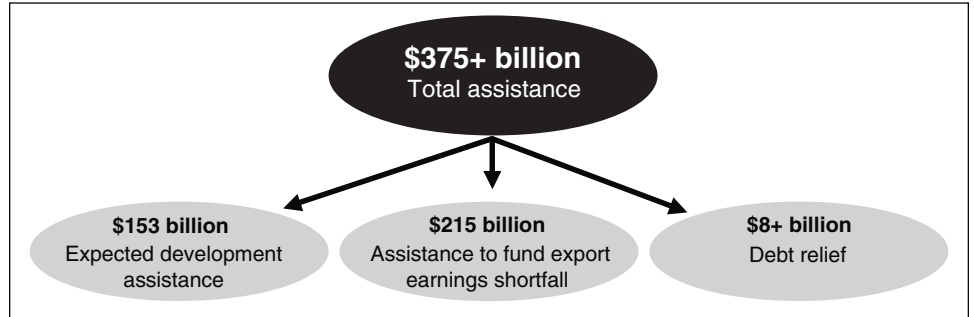 $375+ billion
Total assistance
$153 billion
Expected development
assistance
$215 billion
Assistance to fund export
earnings shortfall
$8+ billion
Debt relief